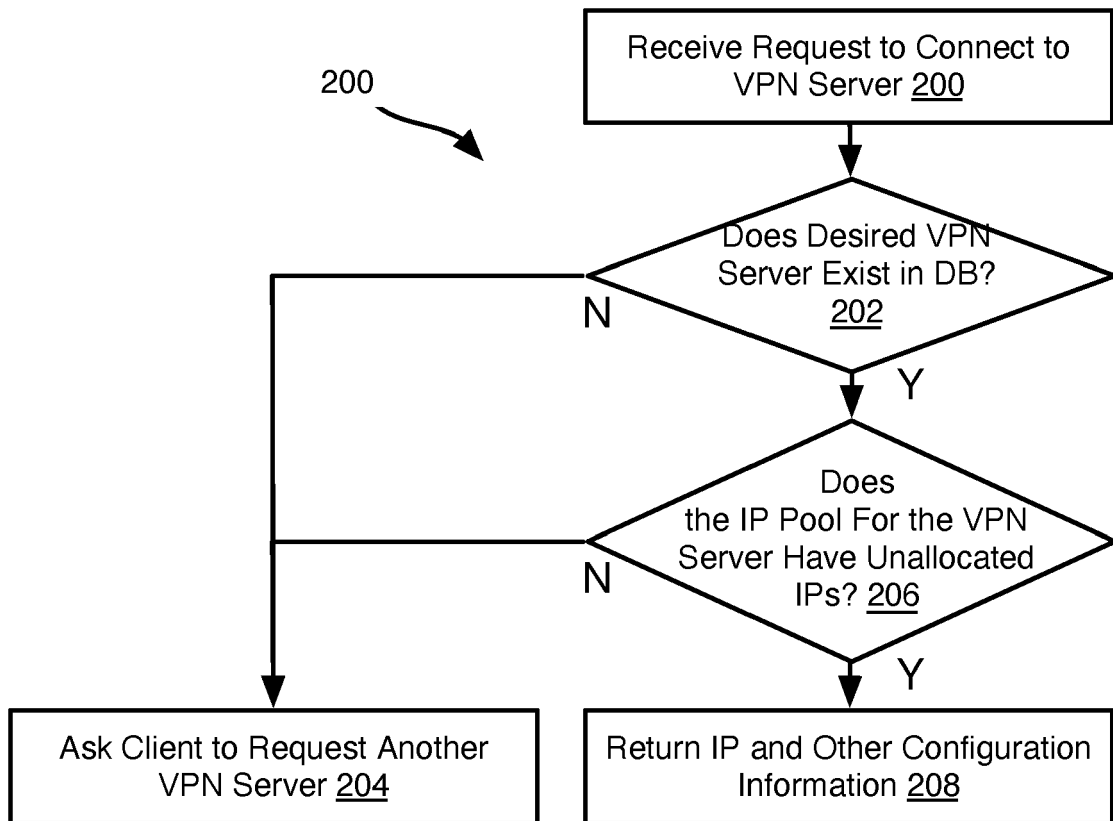 Receive Request to Connect to
VPN Server 200
200
Does Desired VPN
Server Exist in DB?
202
N
Y
Does
the IP Pool For the VPN
Server Have Unallocated
IPs? 206
N
Y
Ask Client to Request Another
VPN Server 204
Return IP and Other Configuration
Information 208